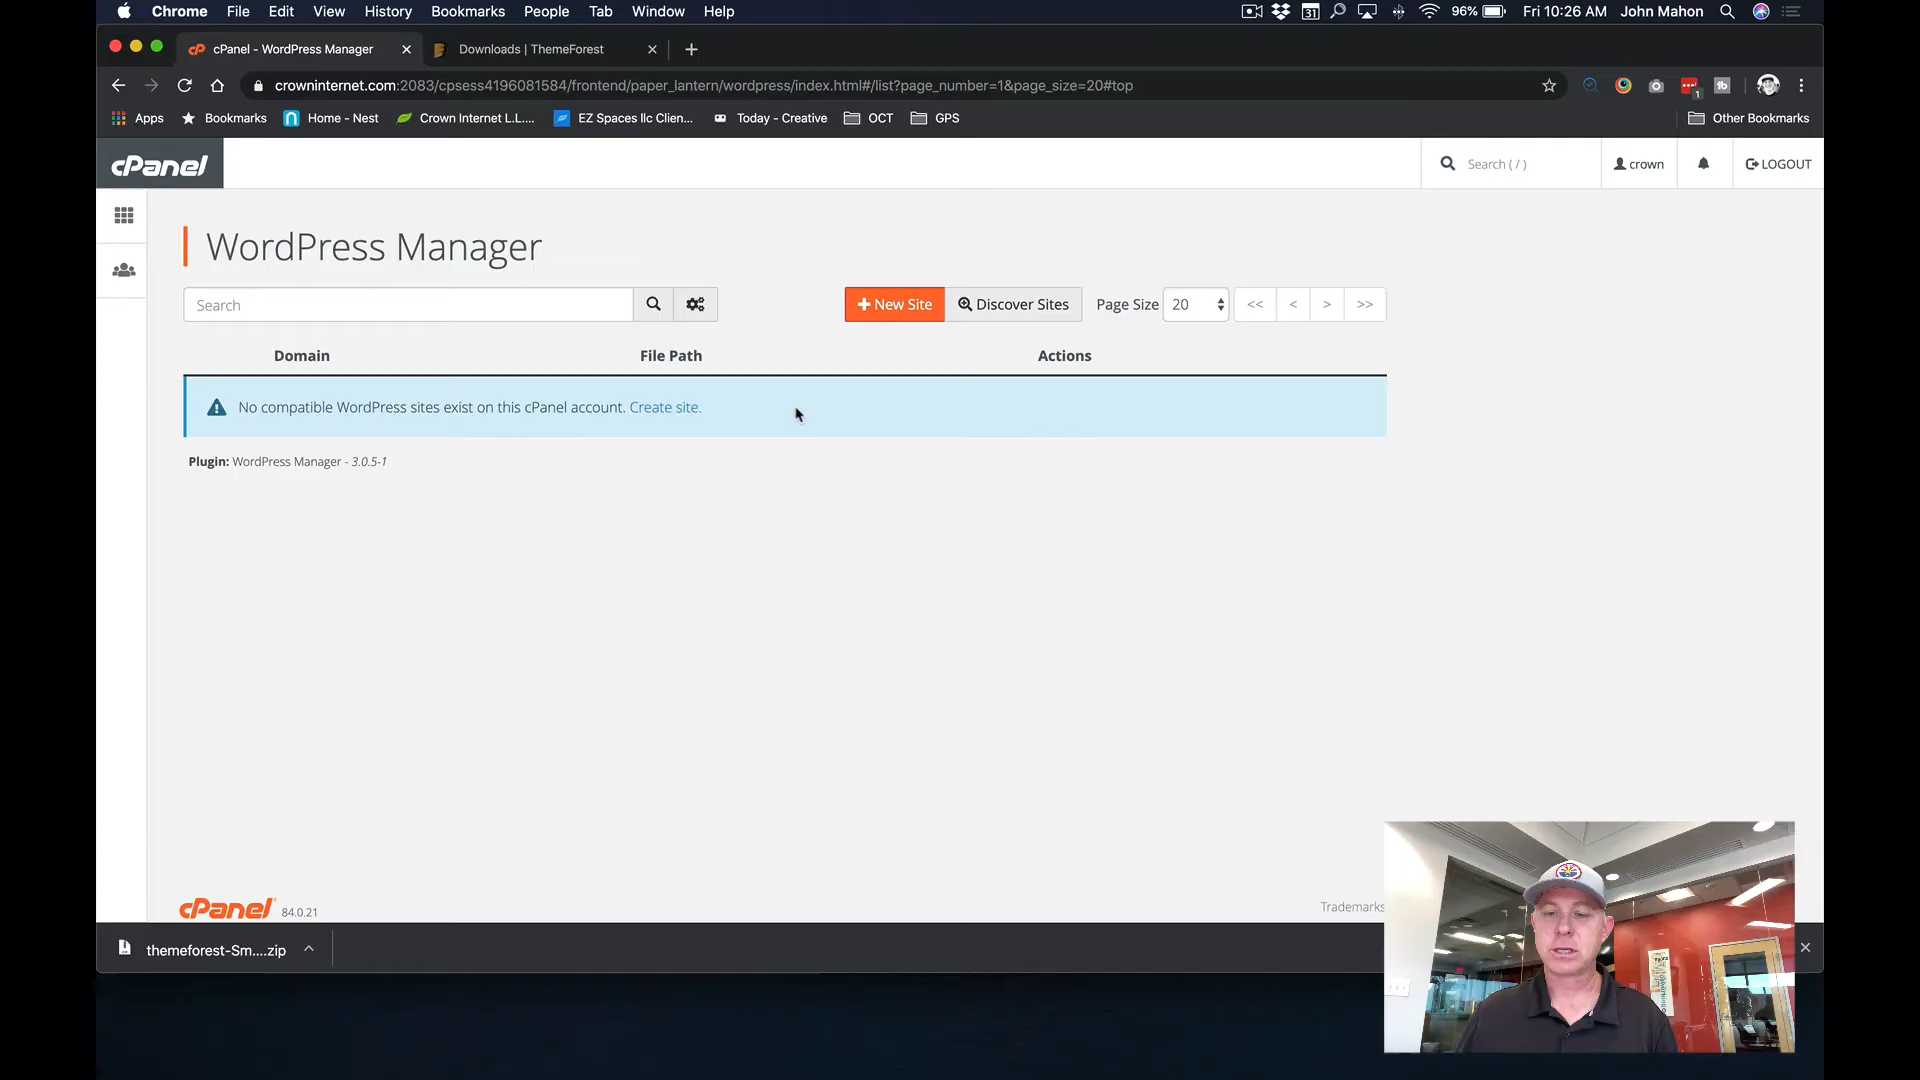 Chrome File Edit View History Bookmarks People Tab Window Help 31 96% Fri 10:26 AM John Mahon
cPanel - WordPress Manager Downloads | ThemeForest
crowninternet.com:2083/cpsess4196081584/frontend/paper_lantern/wordpress/index.html#/list?page_number=1&page_size=20#top
Apps Bookmarks Home - Nest Crown Internet L.L.... EZ Spaces llc Clien... Today - Creative OCT GPS Other Bookmarks
cPanel Search ( / ) crown LOGOUT
WordPress Manager
Search + New Site Discover Sites Page Size 20 << < > >>
Domain File Path Actions
No compatible WordPress sites exist on this cPanel account. Create site.
Plugin: WordPress Manager - 3.0.5-1
cPanel 84.0.21 Trademarks
themeforest-Sm....zip